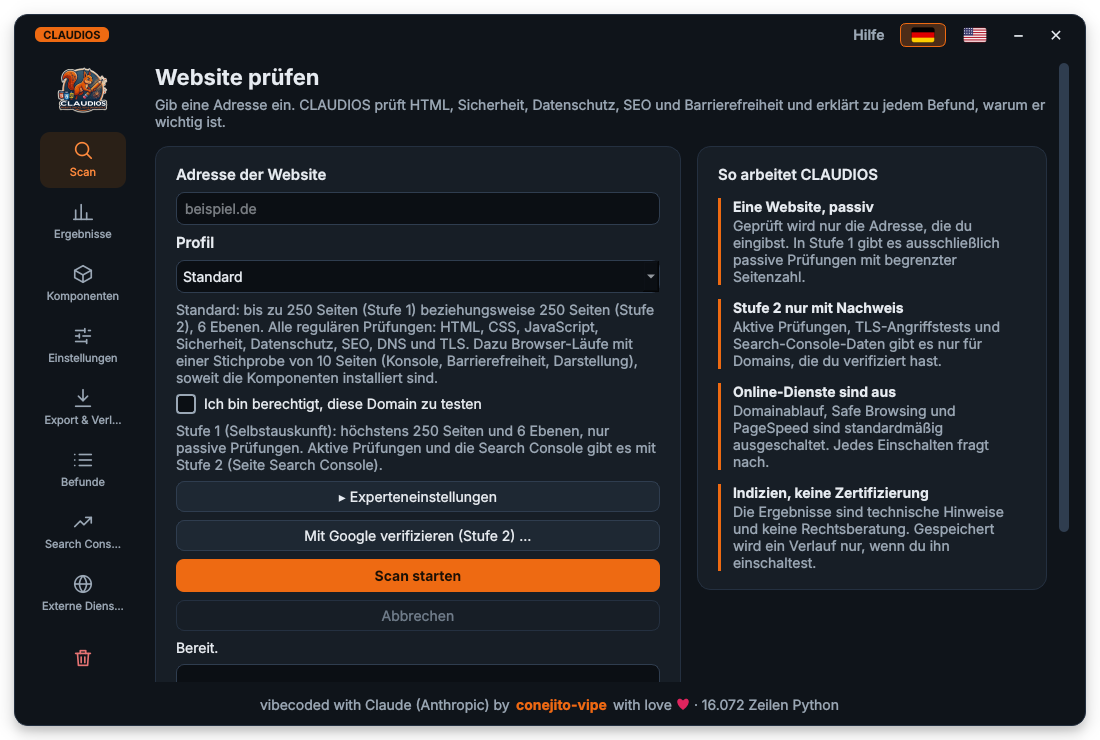 CLAUDIOS
Hilfe
CLAUDIOS
Scan
Ergebnisse
Komponenten
Einstellungen
Export & Verl...
Befunde
Search Cons...
Externe Diens...
Website prüfen
Gib eine Adresse ein. CLAUDIOS prüft HTML, Sicherheit, Datenschutz, SEO und Barrierefreiheit und erklärt zu jedem Befund, warum er
wichtig ist.
Adresse der Website
beispiel.de
Profil
Standard
Standard: bis zu 250 Seiten (Stufe 1) beziehungsweise 250 Seiten (Stufe
2), 6 Ebenen. Alle regulären Prüfungen: HTML, CSS, JavaScript,
Sicherheit, Datenschutz, SEO, DNS und TLS. Dazu Browser-Läufe mit
einer Stichprobe von 10 Seiten (Konsole, Barrierefreiheit, Darstellung),
soweit die Komponenten installiert sind.
Ich bin berechtigt, diese Domain zu testen
Stufe 1 (Selbstauskunft): höchstens 250 Seiten und 6 Ebenen, nur
passive Prüfungen. Aktive Prüfungen und die Search Console gibt es mit
Stufe 2 (Seite Search Console).
▸ Experteneinstellungen
Mit Google verifizieren (Stufe 2) ...
Scan starten
Abbrechen
Bereit.
So arbeitet CLAUDIOS
Eine Website, passiv
Geprüft wird nur die Adresse, die du
eingibst. In Stufe 1 gibt es ausschließlich
passive Prüfungen mit begrenzter
Seitenzahl.
Stufe 2 nur mit Nachweis
Aktive Prüfungen, TLS-Angriffstests und
Search-Console-Daten gibt es nur für
Domains, die du verifiziert hast.
Online-Dienste sind aus
Domainablauf, Safe Browsing und
PageSpeed sind standardmäßig
ausgeschaltet. Jedes Einschalten fragt
nach.
Indizien, keine Zertifizierung
Die Ergebnisse sind technische Hinweise
und keine Rechtsberatung. Gespeichert
wird ein Verlauf nur, wenn du ihn
einschaltest.
vibecoded with Claude (Anthropic) by conejito-vipe with love ♥ · 16.072 Zeilen Python